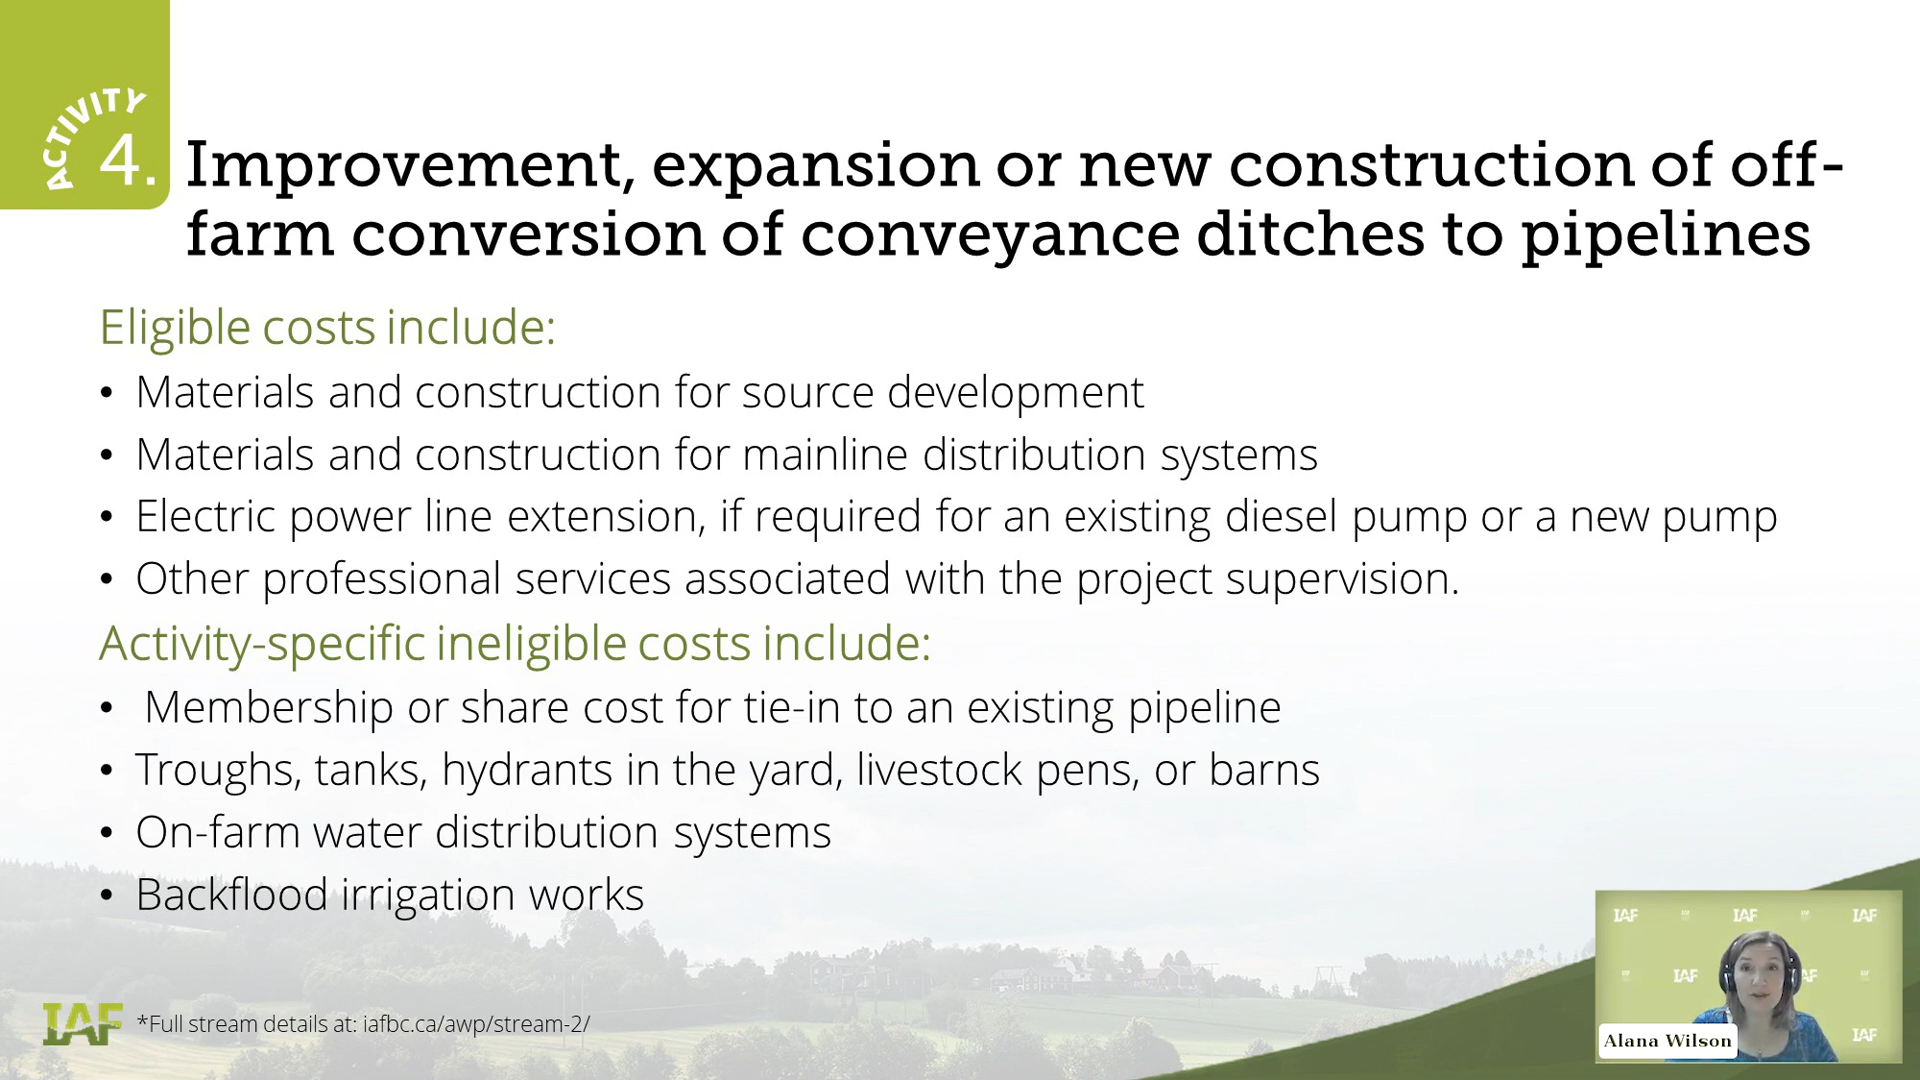 ACTIVITY
4.
Improvement, expansion or new construction of off-
farm conversion of conveyance ditches to pipelines
Eligible costs include:
• Materials and construction for source development
• Materials and construction for mainline distribution systems
• Electric power line extension, if required for an existing diesel pump or a new pump
• Other professional services associated with the project supervision.
Activity-specific ineligible costs include:
• Membership or share cost for tie-in to an existing pipeline
• Troughs, tanks, hydrants in the yard, livestock pens, or barns
• On-farm water distribution systems
• Backflood irrigation works
IAF
*Full stream details at: iafbc.ca/awp/stream-2/
IAF IAF IAF
IAF AF
IAF
Alana Wilson